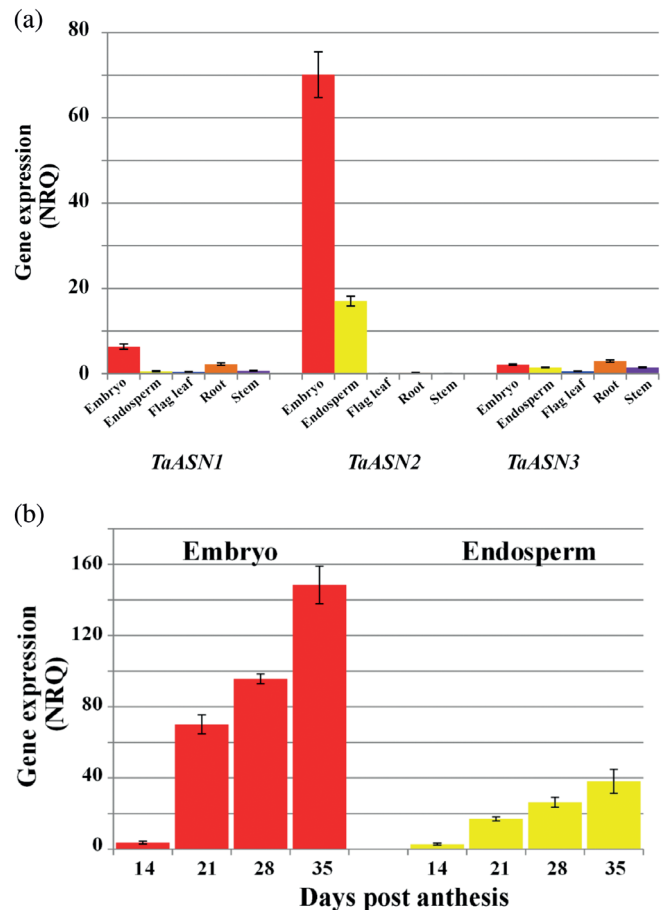 (a)
Gene expression
(NRQ)
80
60
40
20
0
Embryo Endosperm Flag leaf Root Stem Embryo Endosperm Flag leaf Root Stem Embryo Endosperm Flag leaf Root Stem
TaASN1 TaASN2 TaASN3
(b)
Embryo Endosperm
Gene expression
(NRQ)
160
120
80
40
0
14 21 28 35 14 21 28 35
Days post anthesis